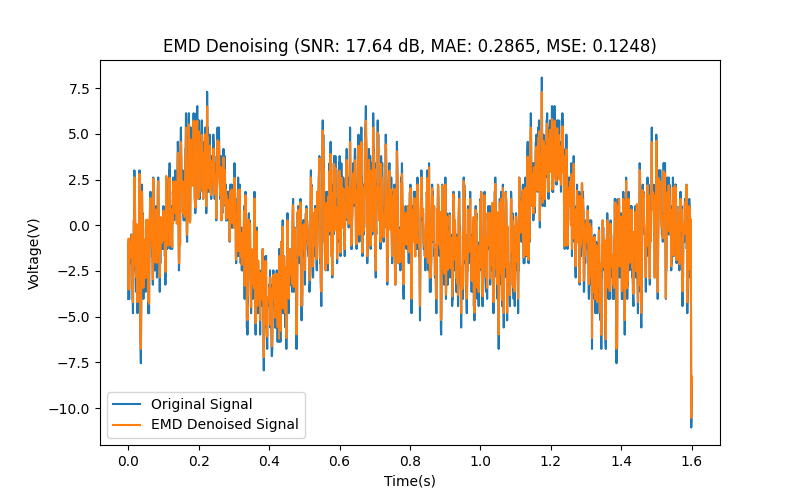 EMD Denoising (SNR: 17.64 dB, MAE: 0.2865, MSE: 0.1248)
7.5
5.0
2.5
0.0
−2.5
−5.0
−7.5
−10.0
Voltage(V)
Original Signal
EMD Denoised Signal
0.0 0.2 0.4 0.6 0.8 1.0 1.2 1.4 1.6
Time(s)